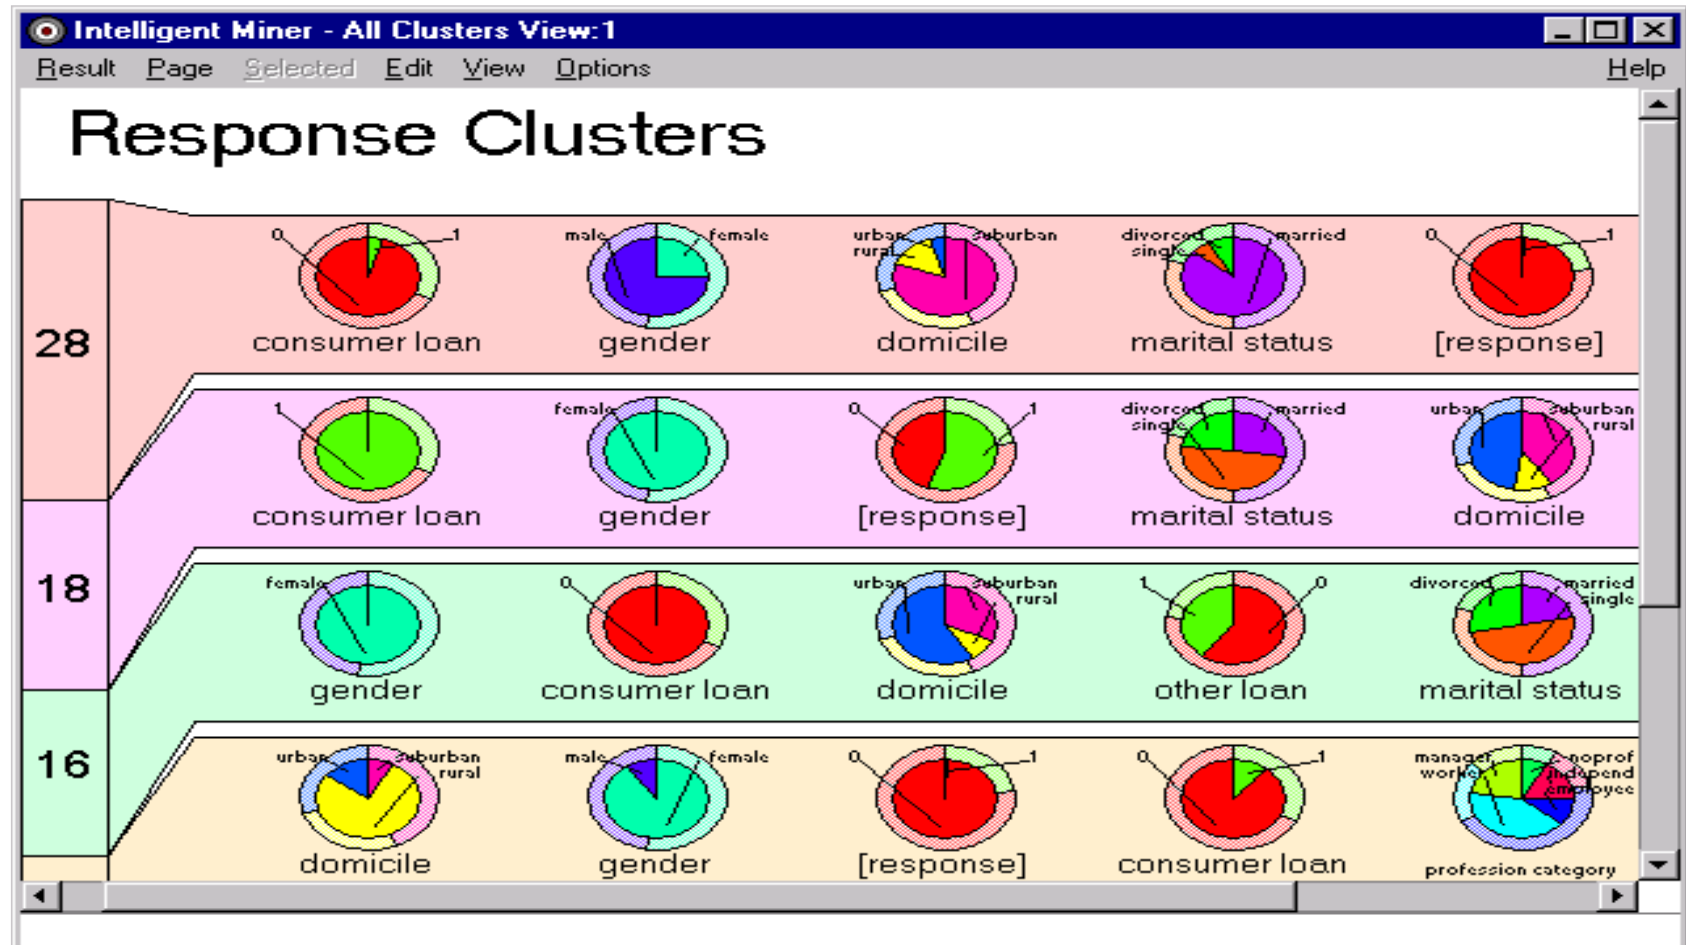 Intelligent Miner - All Clusters View:1
Result Page Selected Edit View Options Help
Response Clusters
28
0 1 male female urban suburban divorced married 0 1
rural single
consumer loan gender domicile marital status [response]
18
1 female 0 1 divorced married urban suburban
single rural
consumer loan gender [response] marital status domicile
16
female 0 urban suburban 1 0 divorced married
rural single
gender consumer loan domicile other loan marital status
urban suburban male female 0 1 0 1 manager noprof
rural worker independ
employee
domicile gender [response] consumer loan profession category